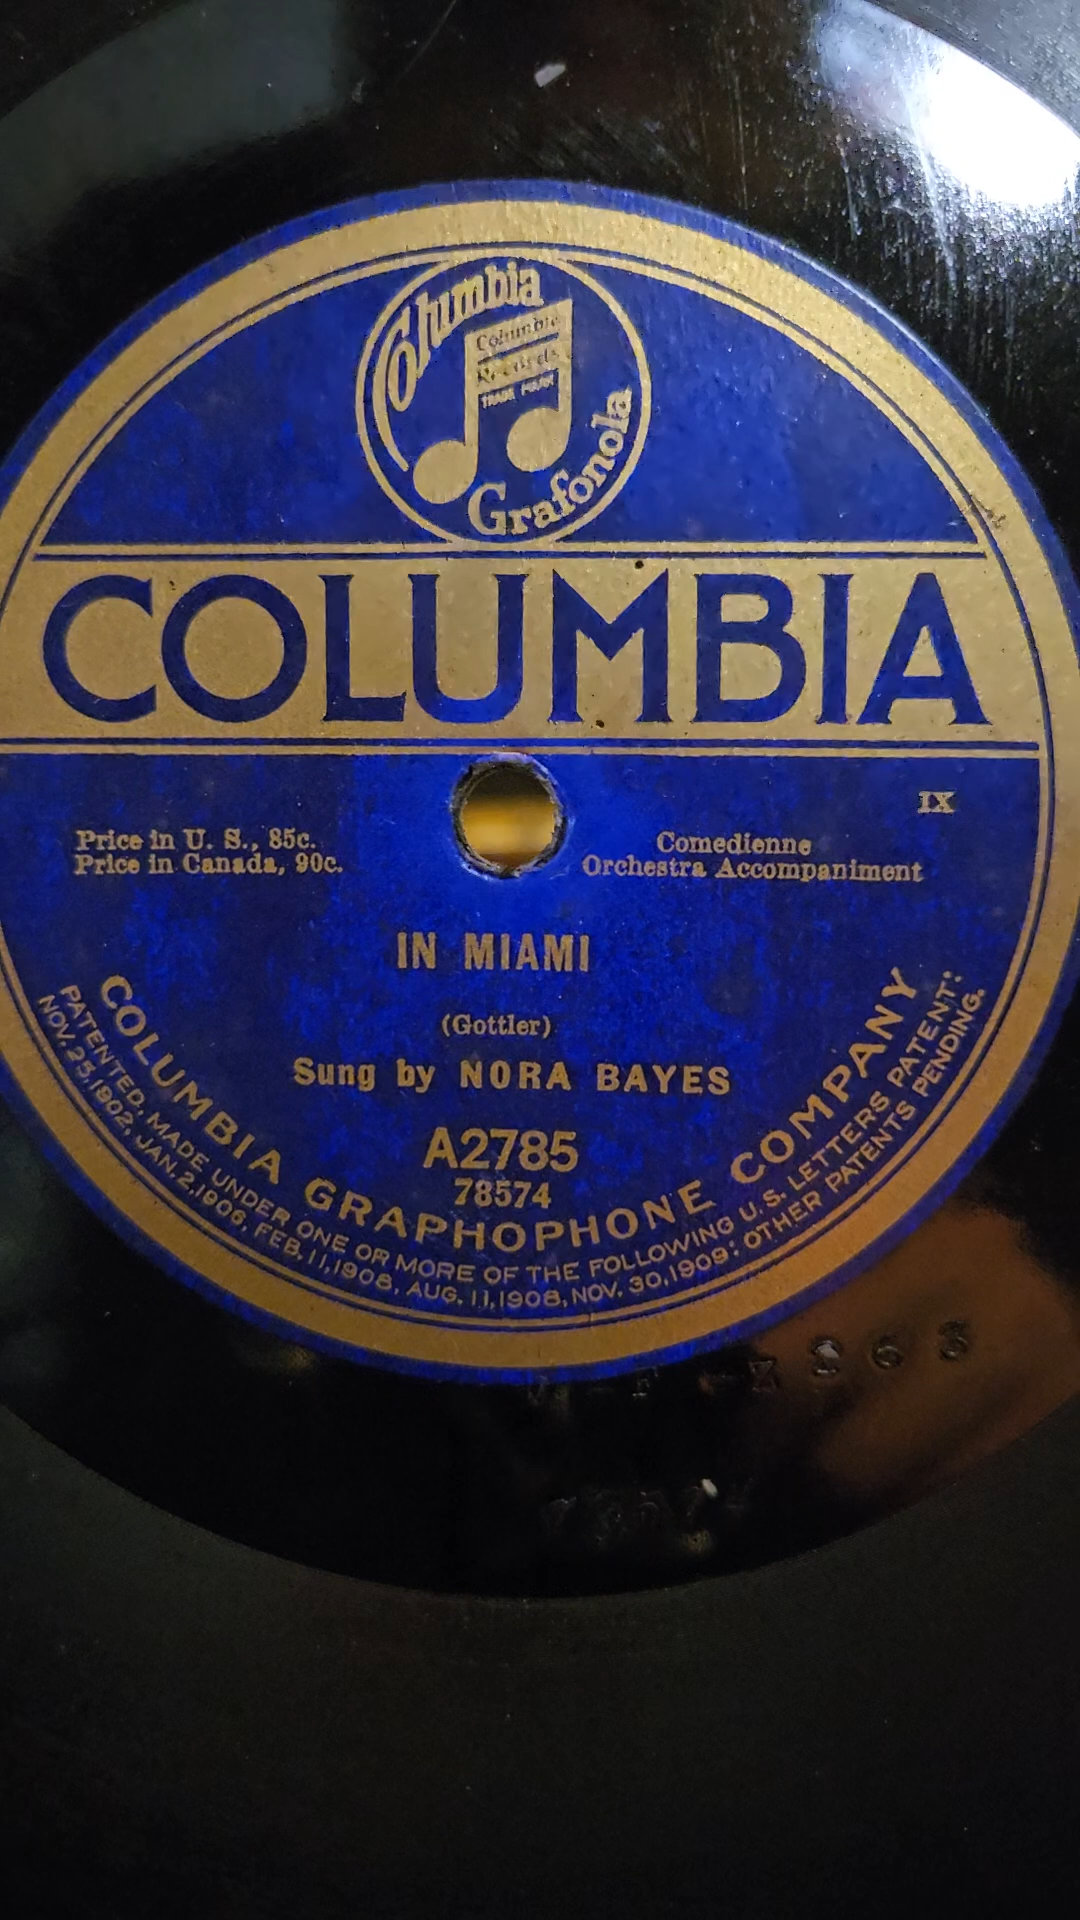 Columbia
Columbia
Records
TRADE MARK
Grafonola
COLUMBIA
IX
Price in U. S., 85c.
Price in Canada, 90c.
Comedienne
Orchestra Accompaniment
IN MIAMI
(Gottler)
Sung by NORA BAYES
A2785
78574
COLUMBIA GRAPHOPHONE COMPANY
PATENTED, MADE UNDER ONE OR MORE OF THE FOLLOWING U.S. LETTERS PATENT:
NOV. 25, 1902, JAN. 2, 1906, FEB. 11, 1908, AUG. 11, 1908, NOV. 30, 1909: OTHER PATENTS PENDING.